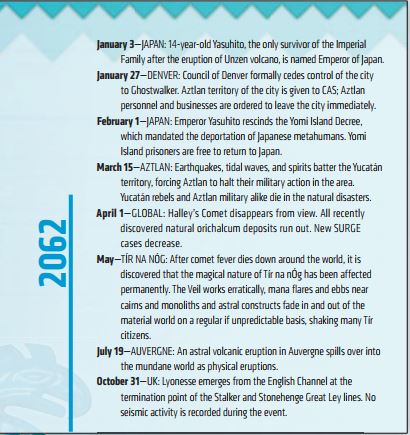 January 3—JAPAN: 14-year-old Yasuhito, the only survivor of the Imperial
Family after the eruption of Unzen volcano, is named Emperor of Japan.
January 27—DENVER: Council of Denver formally cedes control of the city
to Ghostwalker. Aztlan territory of the city is given to CAS; Aztlan
personnel and businesses are ordered to leave the city immediately.
February 1—JAPAN: Emperor Yasuhito rescinds the Yomi Island Decree,
which mandated the deportation of Japanese metahumans. Yomi
Island prisoners are free to return to Japan.
March 15—AZTLAN: Earthquakes, tidal waves, and spirits batter the Yucatán
territory, forcing Aztlan to halt their military action in the area.
Yucatán rebels and Aztlan military alike die in the natural disasters.
April 1—GLOBAL: Halley's Comet disappears from view. All recently
discovered natural orichalcum deposits run out. New SURGE
cases decrease.
2062
May—TÍR NA NÓG: After comet fever dies down around the world, it is
discovered that the magical nature of Tír na nÓg has been affected
permanently. The Veil works erratically, mana flares and ebbs near
cairns and monoliths and astral constructs fade in and out of the
material world on a regular if unpredictable basis, shaking many Tír
citizens.
July 19—AUVERGNE: An astral volcanic eruption in Auvergne spills over into
the mundane world as physical eruptions.
October 31—UK: Lyonesse emerges from the English Channel at the
termination point of the Stalker and Stonehenge Great Ley lines. No
seismic activity is recorded during the event.